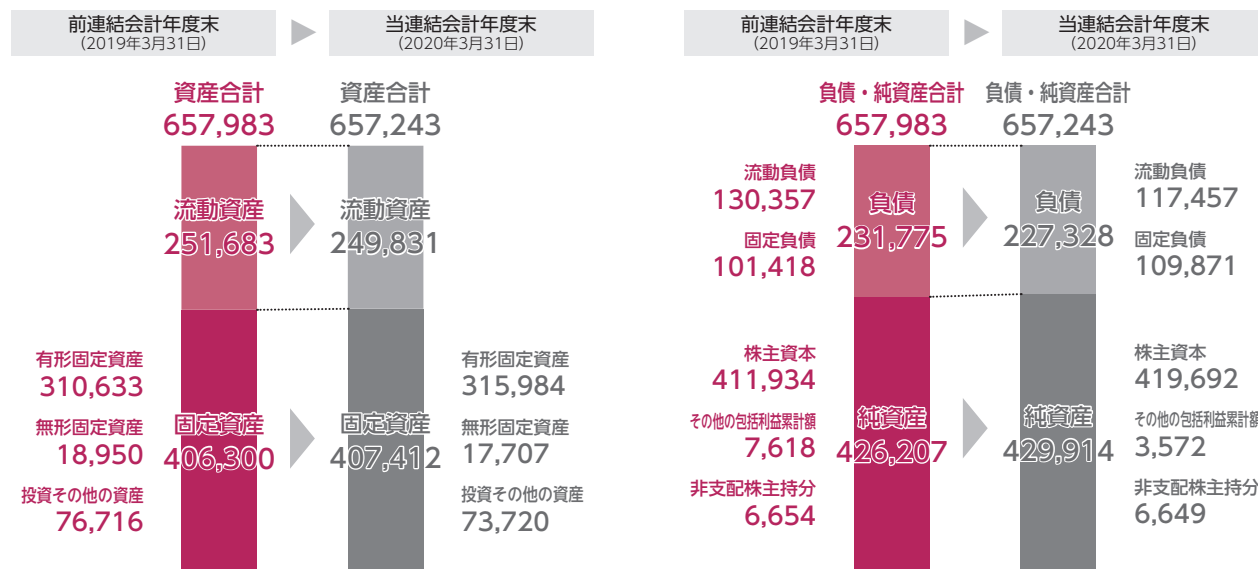 前連結会計年度末
(2019年3月31日)
当連結会計年度末
(2020年3月31日)
資産合計
657,983
資産合計
657,243
流動資産
251,683
流動資産
249,831
有形固定資産
310,633
無形固定資産
18,950
投資その他の資産
76,716
固定資産
406,300
固定資産
407,412
有形固定資産
315,984
無形固定資産
17,707
投資その他の資産
73,720
前連結会計年度末
(2019年3月31日)
当連結会計年度末
(2020年3月31日)
負債・純資産合計
657,983
負債・純資産合計
657,243
流動負債
130,357
固定負債
101,418
負債
231,775
負債
227,328
流動負債
117,457
固定負債
109,871
株主資本
411,934
その他の包括利益累計額
7,618
非支配株主持分
6,654
純資産
426,207
純資産
429,914
株主資本
419,692
その他の包括利益累計額
3,572
非支配株主持分
6,649